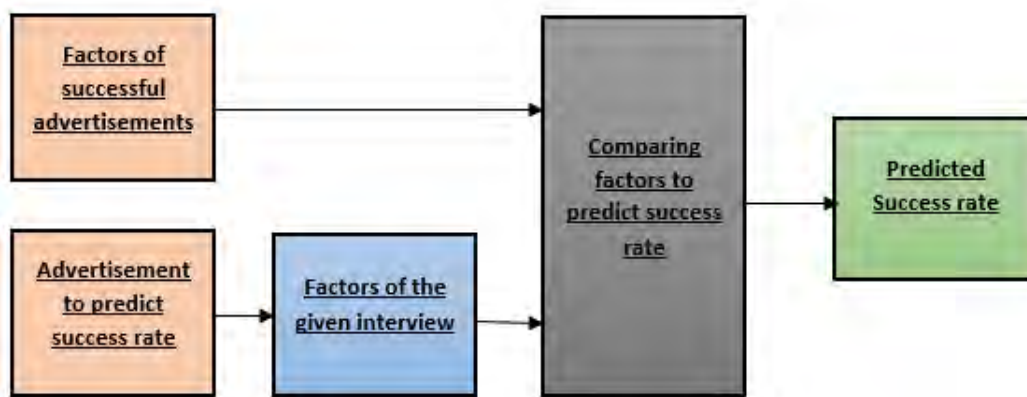 Factors of
successful
advertisements
Advertisement
to predict
success rate
Factors of the
given interview
Comparing
factors to
predict success
rate
Predicted
Success rate